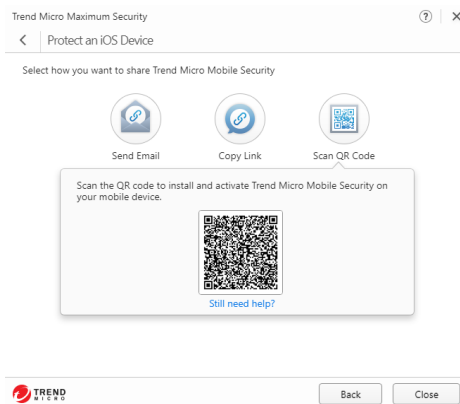 Trend Micro Maximum Security
Protect an iOS Device
Select how you want to share Trend Micro Mobile Security
Send Email
Copy Link
Scan QR Code
Scan the QR code to install and activate Trend Micro Mobile Security on
your mobile device.
Still need help?
TREND
MICRO
Back
Close